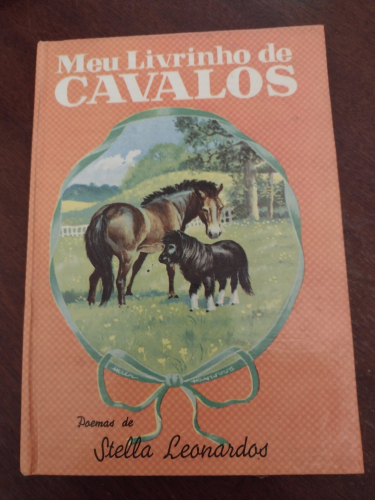 Meu Livrinho de
CAVALOS
Poemas de
Stella Leonardos